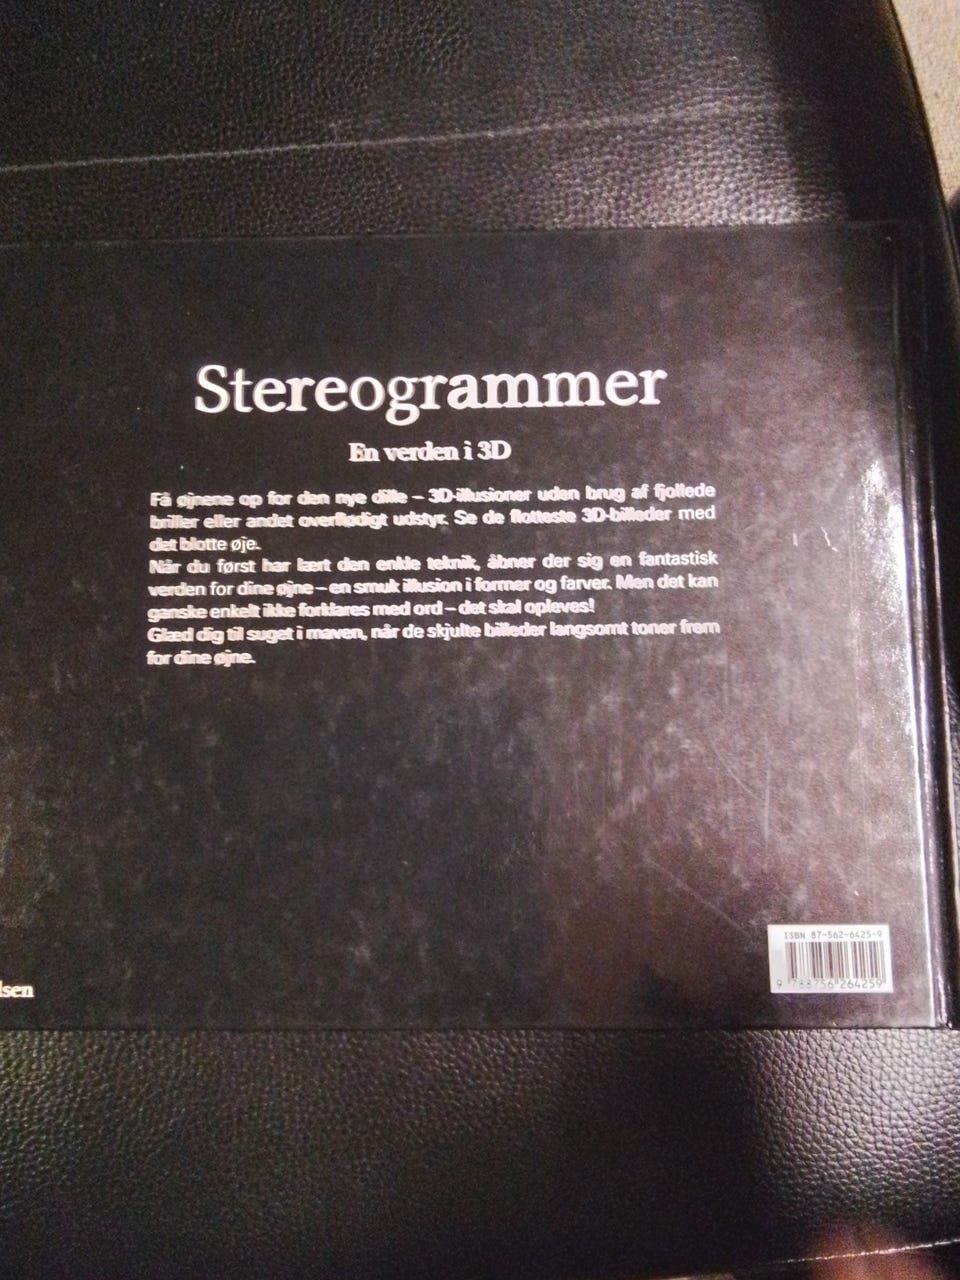 Stereogrammer
En verden i 3D
Få øjnene op for den nye dille – 3D-illusioner uden brug af fjollede
briller eller andet overflødigt udstyr. Se de flotteste 3D-billeder med
det blotte øje.
Når du først har lært den enkle teknik, åbner der sig en fantastisk
verden for dine øjne – en smuk illusion i former og farver. Men det kan
ganske enkelt ikke forklares med ord – det skal opleves!
Glæd dig til suget i maven, når de skjulte billeder langsomt toner frem
for dine øjne.
ISBN 87-562-6425-9
9 788756 264259
lsen